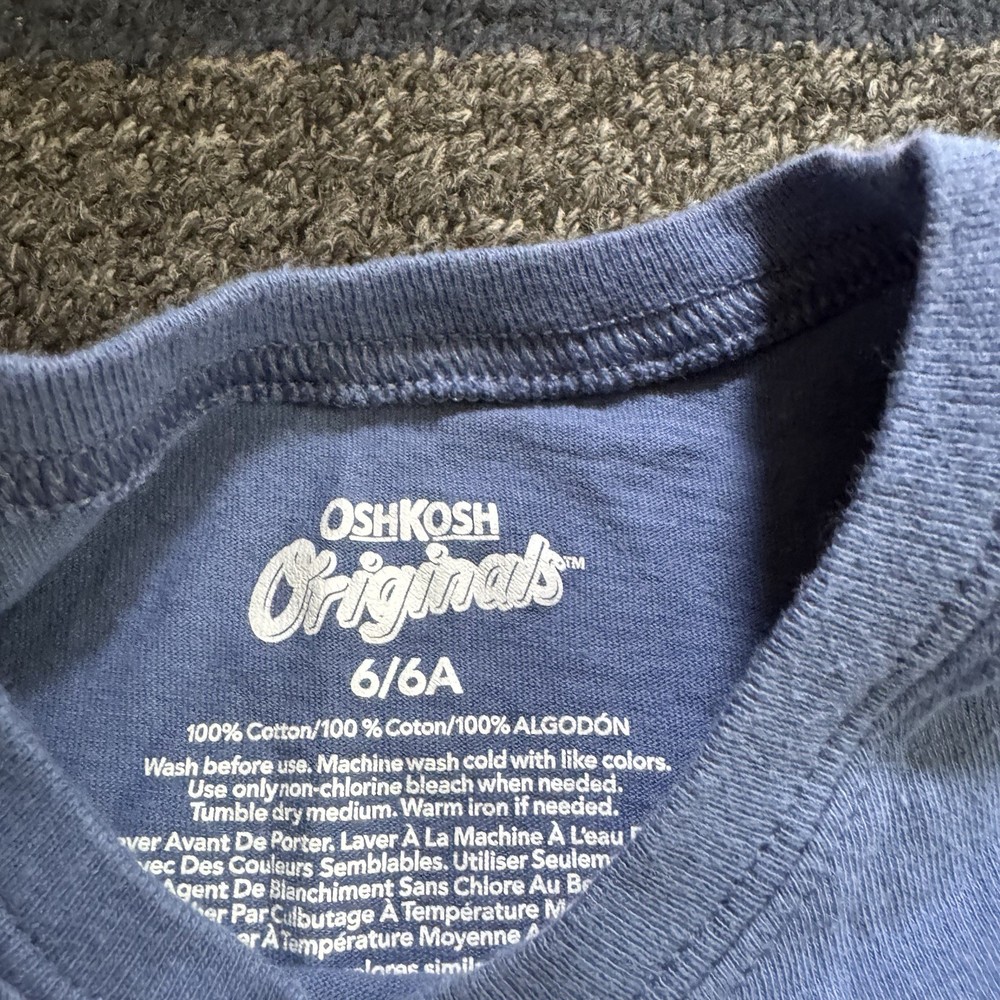 OSHKOSH
Originals™
6/6A
100% Cotton/100 % Coton/100% ALGODÓN
Wash before use. Machine wash cold with like colors.
Use only non-chlorine bleach when needed.
Tumble dry medium. Warm iron if needed.
Avant De Porter. Laver À La Machine À L'eau
Des Couleurs Semblables. Utiliser
Agent De Blanchiment Sans Chlore Au
Par Culbutage À Température
À Température Moyenne